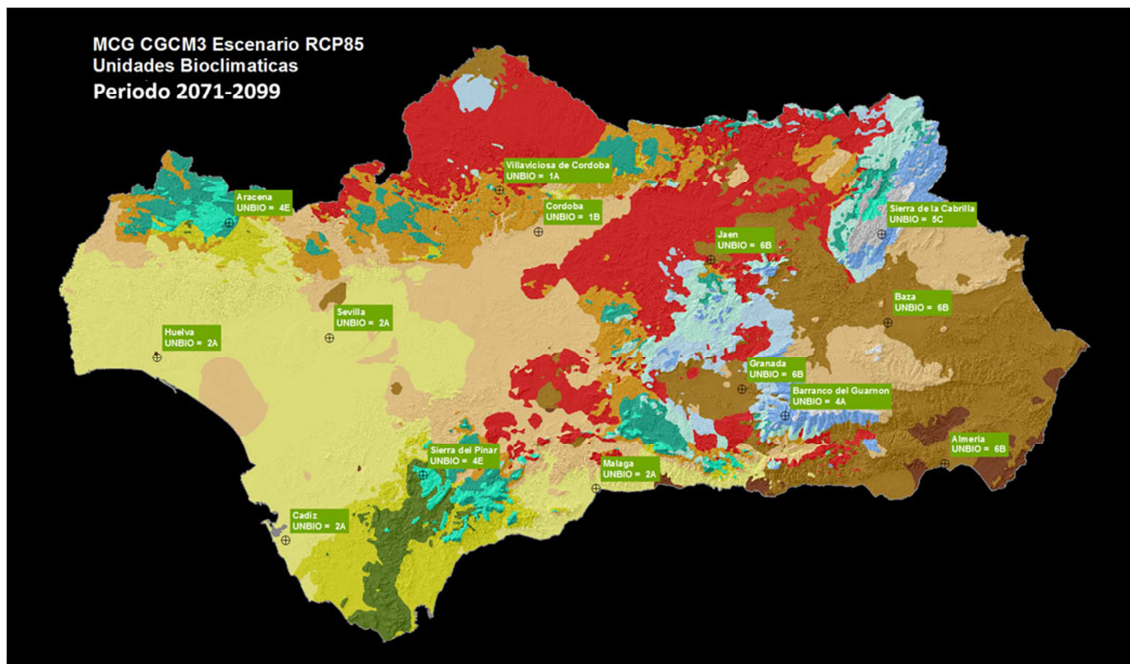 MCG CGCM3 Escenario RCP85
Unidades Bioclimaticas
Periodo 2071-2099
Villaviciosa de Cordoba
UNBIO = 1A
Aracena
UNBIO = 4E
Cordoba
UNBIO = 1B
Sierra de la Cabrilla
UNBIO = 5C
Jaen
UNBIO = 6B
Baza
UNBIO = 6B
Sevilla
UNBIO = 2A
Huelva
UNBIO = 2A
Granada
UNBIO = 6B
Barranco del Guarnon
UNBIO = 4A
Almeria
UNBIO = 6B
Sierra del Pinar
UNBIO = 4E
Malaga
UNBIO = 2A
Cadiz
UNBIO = 2A